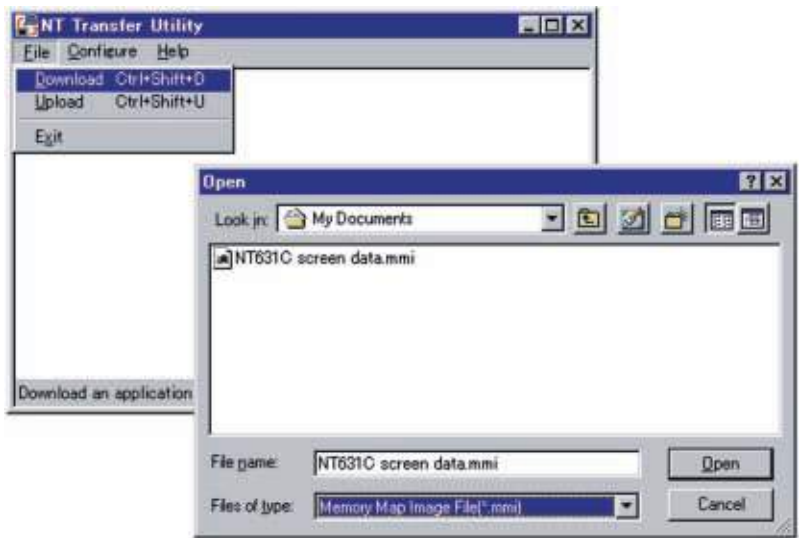 NT Transfer Utility
File Configure Help
Download Ctrl+Shift+D
Upload Ctrl+Shift+U
Exit
Download an application
Open
Look in: My Documents
NT631C screen data.mmi
File name: NT631C screen data.mmi Open
Files of type: Memory Map Image File(*.mmi) Cancel